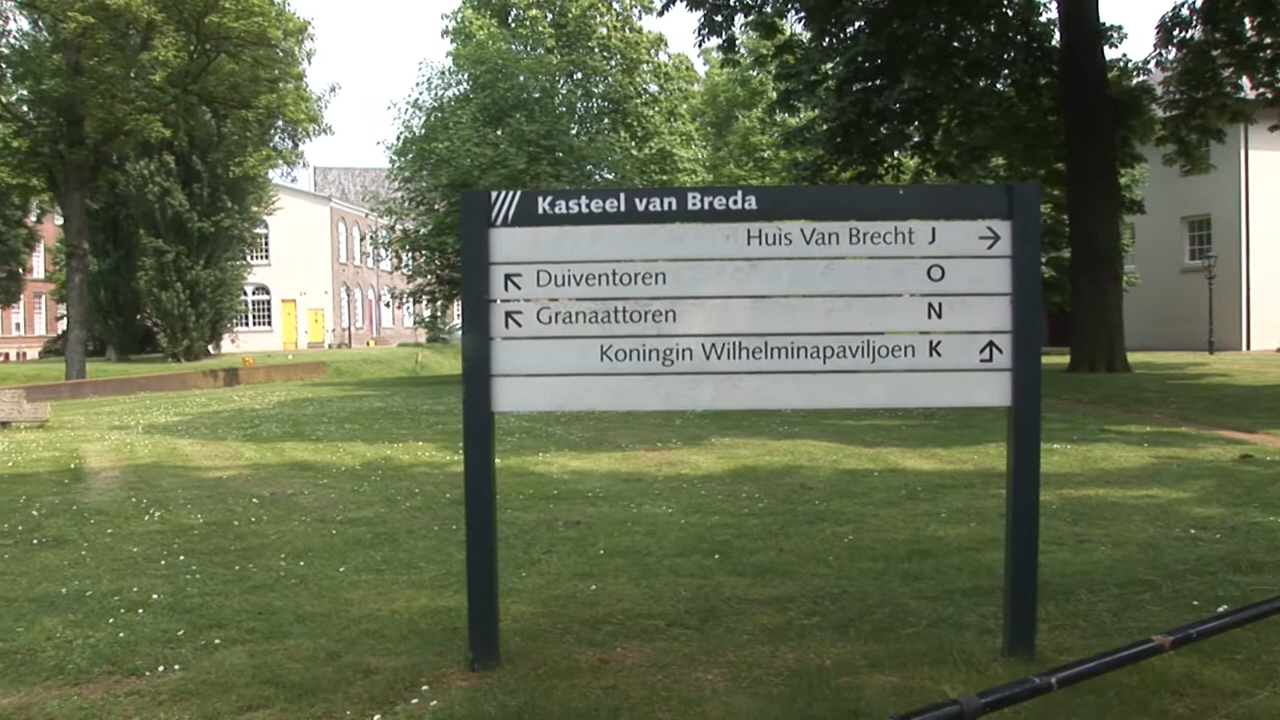 Kasteel van Breda
Huis Van Brecht J
Duiventoren O
Granaattoren N
Koningin Wilhelminapaviljoen K